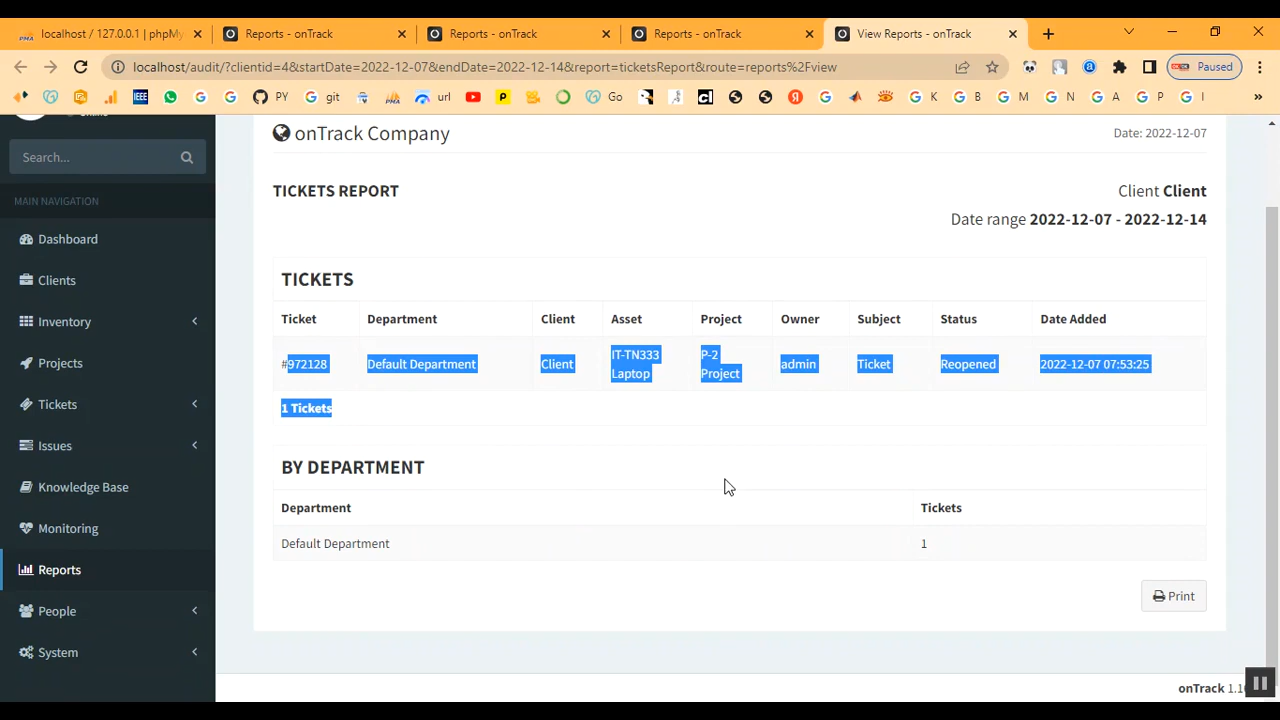 localhost / 127.0.0.1 | phpMy
Reports - onTrack
Reports - onTrack
Reports - onTrack
View Reports - onTrack
localhost/audit/?clientid=4&startDate=2022-12-07&endDate=2022-12-14&report=ticketsReport&route=reports%2Fview
Paused
IEEE PY git PMA url Go K B M N A P I »
Search...
MAIN NAVIGATION
Dashboard
Clients
Inventory
Projects
Tickets
Issues
Knowledge Base
Monitoring
Reports
People
System
onTrack Company
Date: 2022-12-07
TICKETS REPORT
Client Client
Date range 2022-12-07 - 2022-12-14
TICKETS
Ticket Department Client Asset Project Owner Subject Status Date Added
#972128 Default Department Client IT-TN333 Laptop P-2 Project admin Ticket Reopened 2022-12-07 07:53:25
1 Tickets
BY DEPARTMENT
Department Tickets
Default Department 1
Print
onTrack